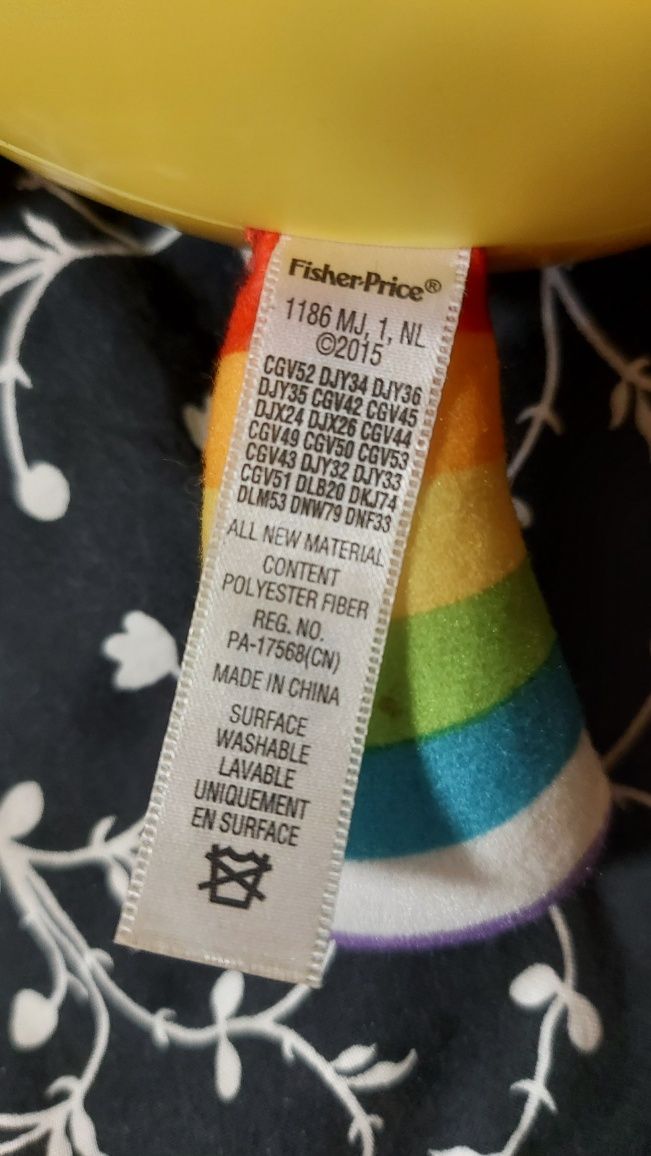 Fisher-Price®
1186 MJ, 1, NL
©2015
CGV52 DJY34 DJY36
DJY35 CGV42 CGV45
DJX24 DJX26 CGV44
CGV49 CGV50 CGV53
CGV43 DJY32 DJY33
CGV51 DLB20 DKJ74
DLM53 DNW79 DNF33
ALL NEW MATERIAL
CONTENT
POLYESTER FIBER
REG. NO.
PA-17568(CN)
MADE IN CHINA
SURFACE
WASHABLE
LAVABLE
UNIQUEMENT
EN SURFACE